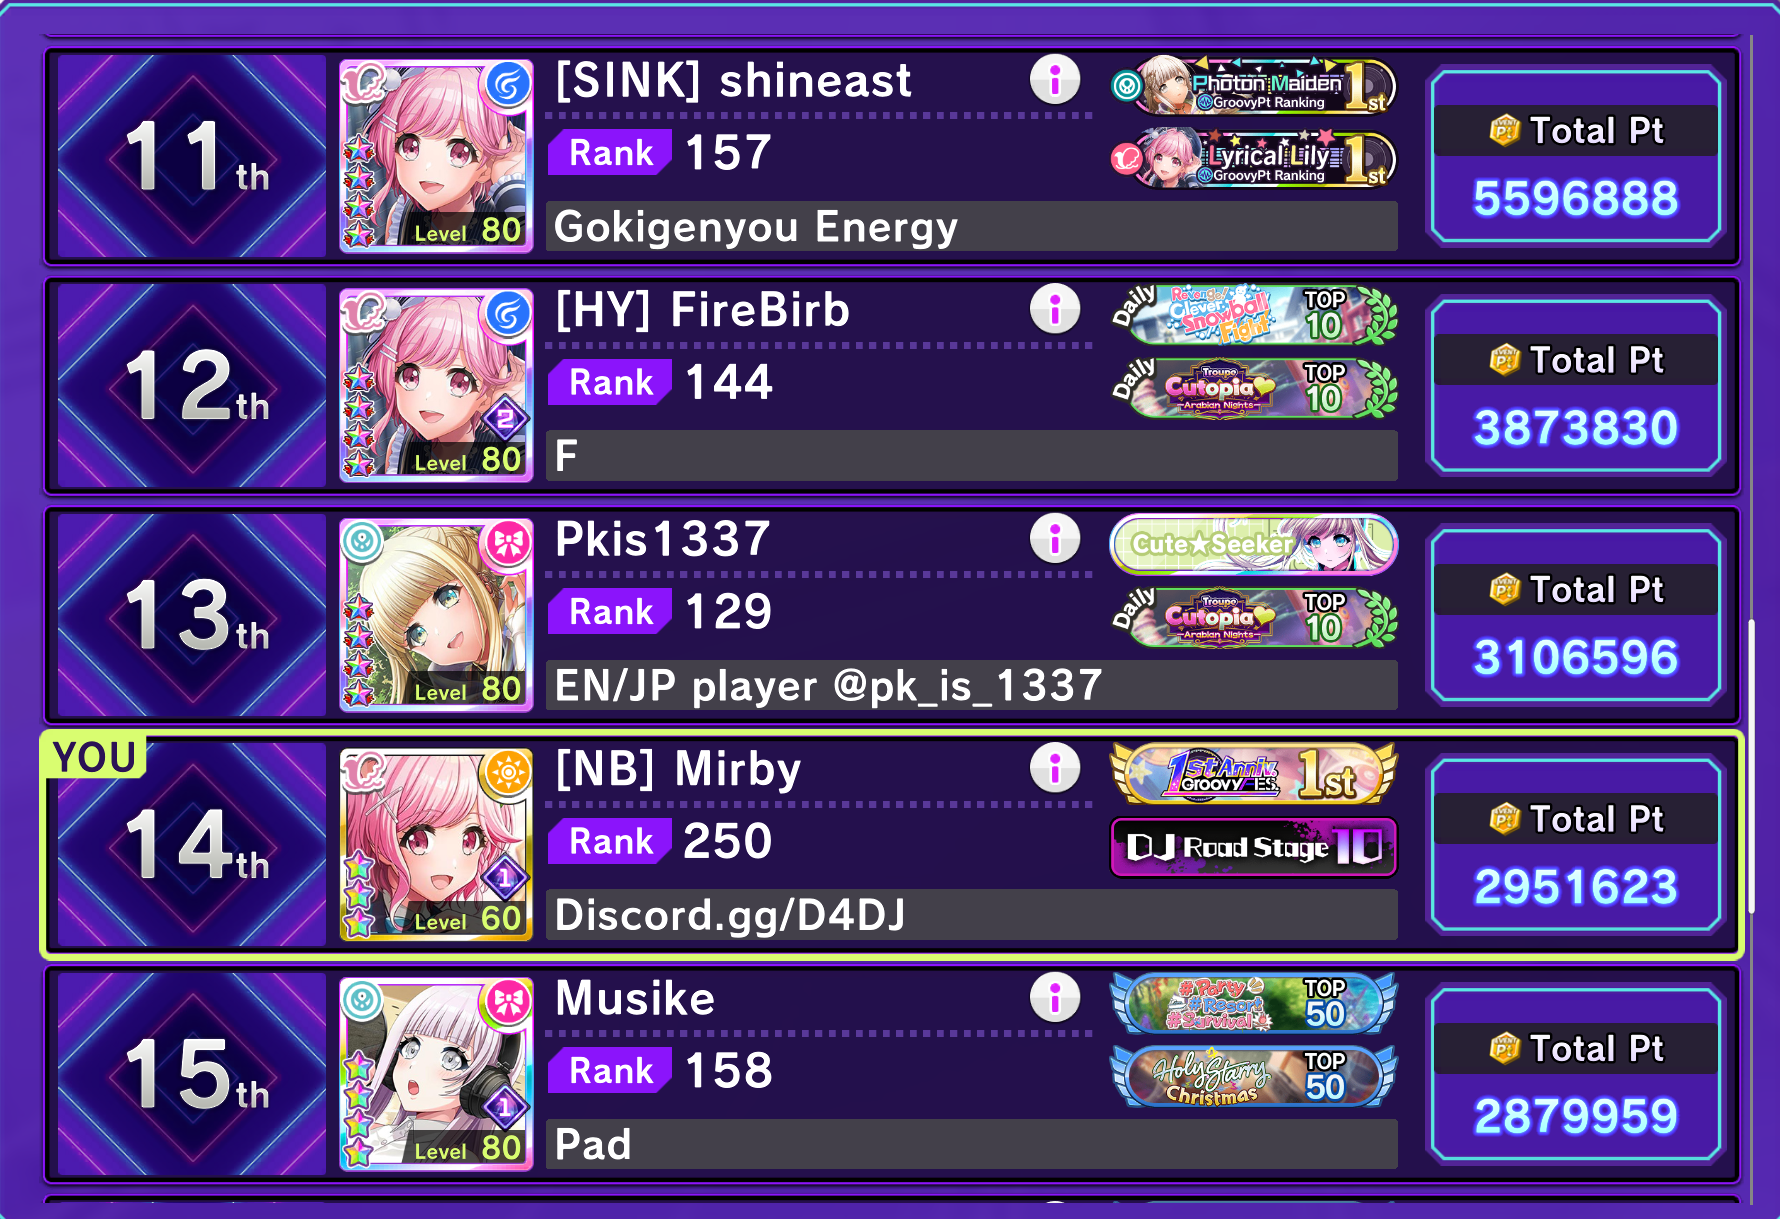 11th
[SINK] shineast
Photon Maiden
GroovyPt Ranking
1st
Rank 157
Lyrical Lily
GroovyPt Ranking
1st
Level 80
Gokigenyou Energy
Total Pt
5596888
12th
[HY] FireBirb
Daily
Revenge!
Clever
Snowball
Fight
TOP
10
Rank 144
Daily
Troupe
Cutopia
Arabian Nights
TOP
10
2
Level 80
F
Total Pt
3873830
13th
Pkis1337
Cute★Seeker
Rank 129
Daily
Troupe
Cutopia
Arabian Nights
TOP
10
Level 80
EN/JP player @pk_is_1337
Total Pt
3106596
YOU
14th
[NB] Mirby
1st Anniv.
GROOVY FES.
1st
Rank 250
DJ Road Stage 10
1
Level 60
Discord.gg/D4DJ
Total Pt
2951623
15th
Musike
#Party
#Resort
#Survival
TOP
50
Rank 158
Holy Starry
Christmas
TOP
50
1
Level 80
Pad
Total Pt
2879959